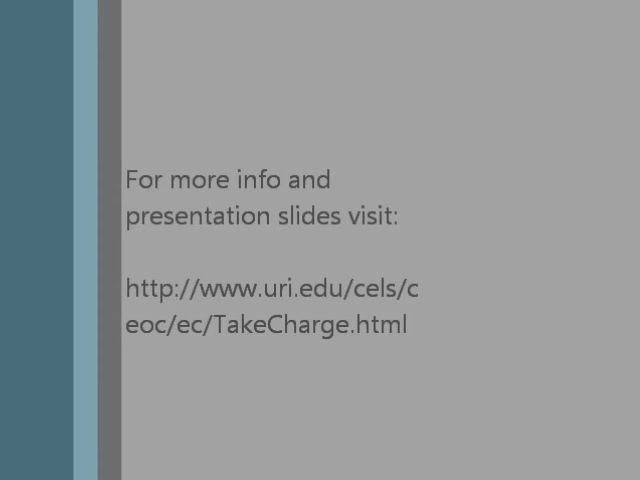 For more info and
presentation slides visit:
http://www.uri.edu/cels/c
eoc/ec/TakeCharge.html